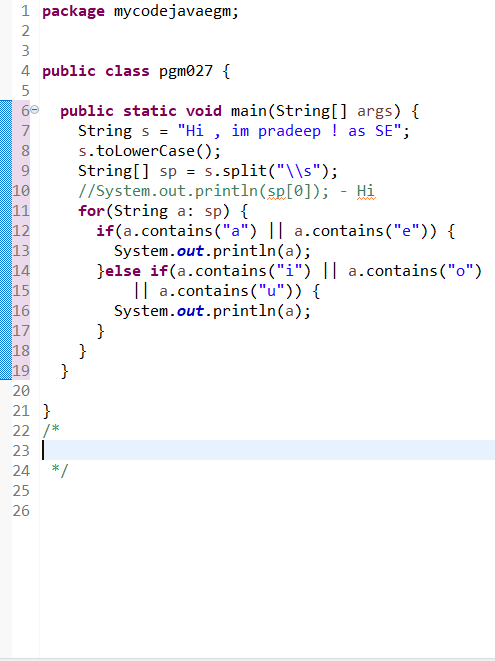 1 package mycodejavaegm;
2
3
4 public class pgm027 {
5
6 public static void main(String[] args) {
7 String s = "Hi , im pradeep ! as SE";
8 s.toLowerCase();
9 String[] sp = s.split("\\s");
10 //System.out.println(sp[0]); - Hi
11 for(String a: sp) {
12 if(a.contains("a") || a.contains("e")) {
13 System.out.println(a);
14 }else if(a.contains("i") || a.contains("o")
15 || a.contains("u")) {
16 System.out.println(a);
17 }
18 }
19 }
20
21 }
22 /*
23
24 */
25
26